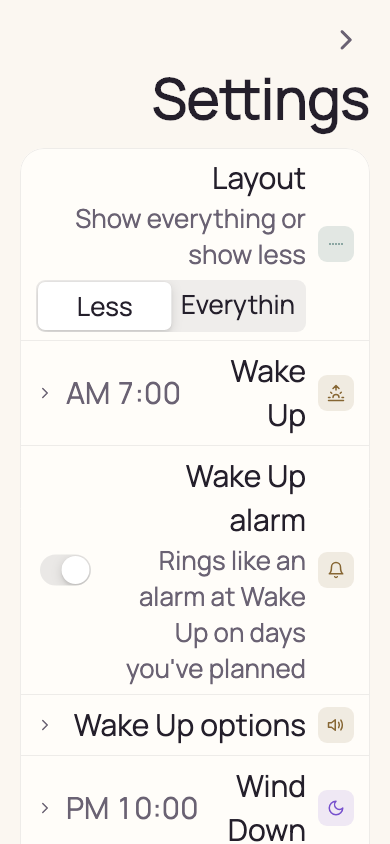 Settings
Layout
Show everything or
show less
Less
Everythin
Wake
Up
AM 7:00
Wake Up
alarm
Rings like an
alarm at Wake
Up on days
you've planned
Wake Up options
Wind
Down
PM 10:00